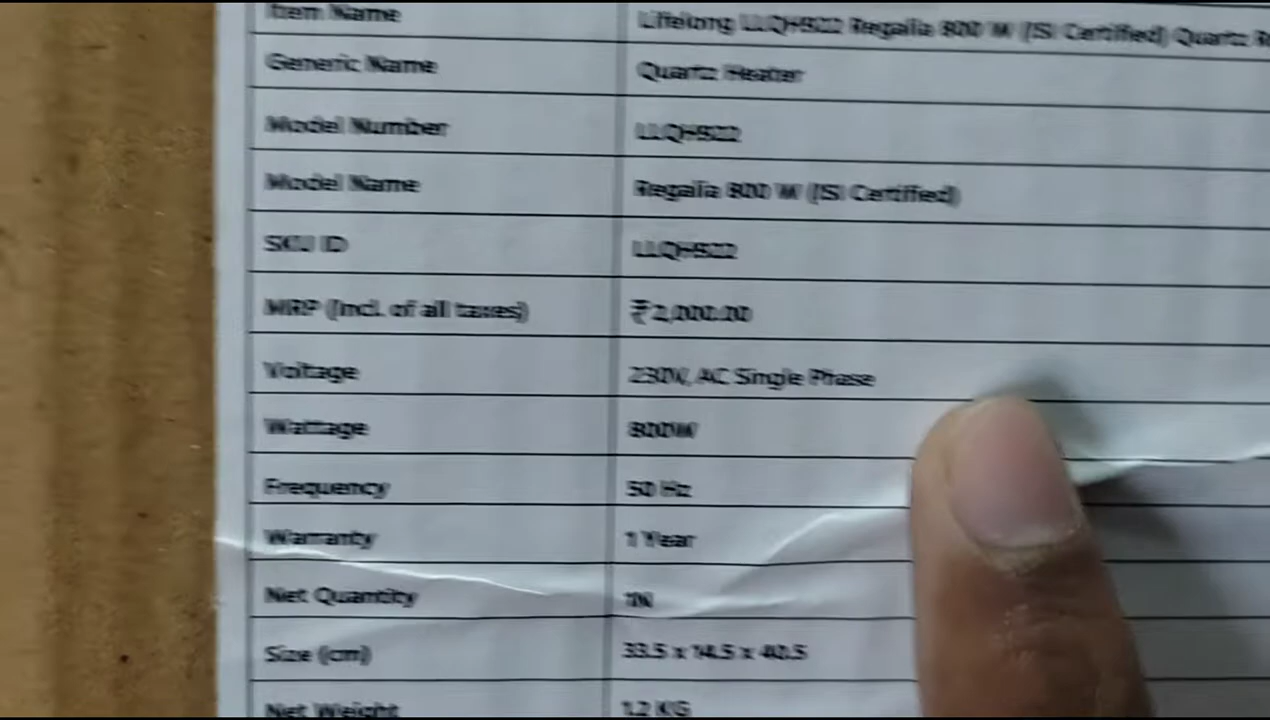 Item Name Lifelong LLQH922 Regalia 800 W (ISI Certified) Quartz
Generic Name Quartz Heater
Model Number LLQH922
Model Name Regalia 800 W (ISI Certified)
SKU ID LLQH922
MRP (Incl. of all taxes) ₹2,000.00
Voltage 230V, AC Single Phase
Wattage 800W
Frequency 50 Hz
Warranty 1 Year
Net Quantity 1N
Size (cm) 33.5 x 14.5 x 40.5
Net Weight 1.2 KG